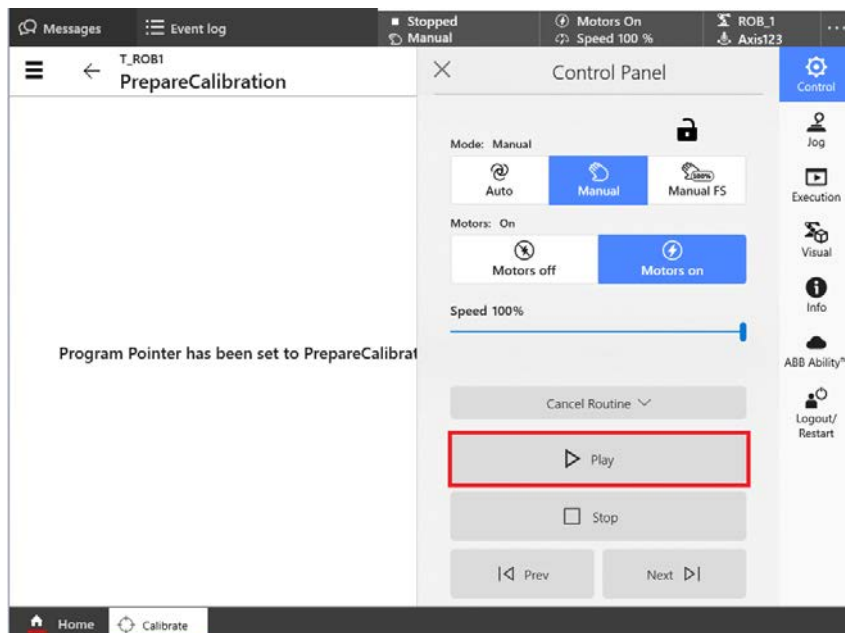 Messages
Event log
Stopped
Manual
Motors On
Speed 100 %
ROB_1
Axis123
...
T_ROB1
PrepareCalibration
Control Panel
Control
Mode: Manual
Auto
Manual
100%
Manual FS
Motors: On
Motors off
Motors on
Speed 100%
Program Pointer has been set to PrepareCalibrat
Cancel Routine
Play
Stop
Prev
Next
Jog
Execution
Visual
Info
ABB Ability™
Logout/
Restart
Home
Calibrate